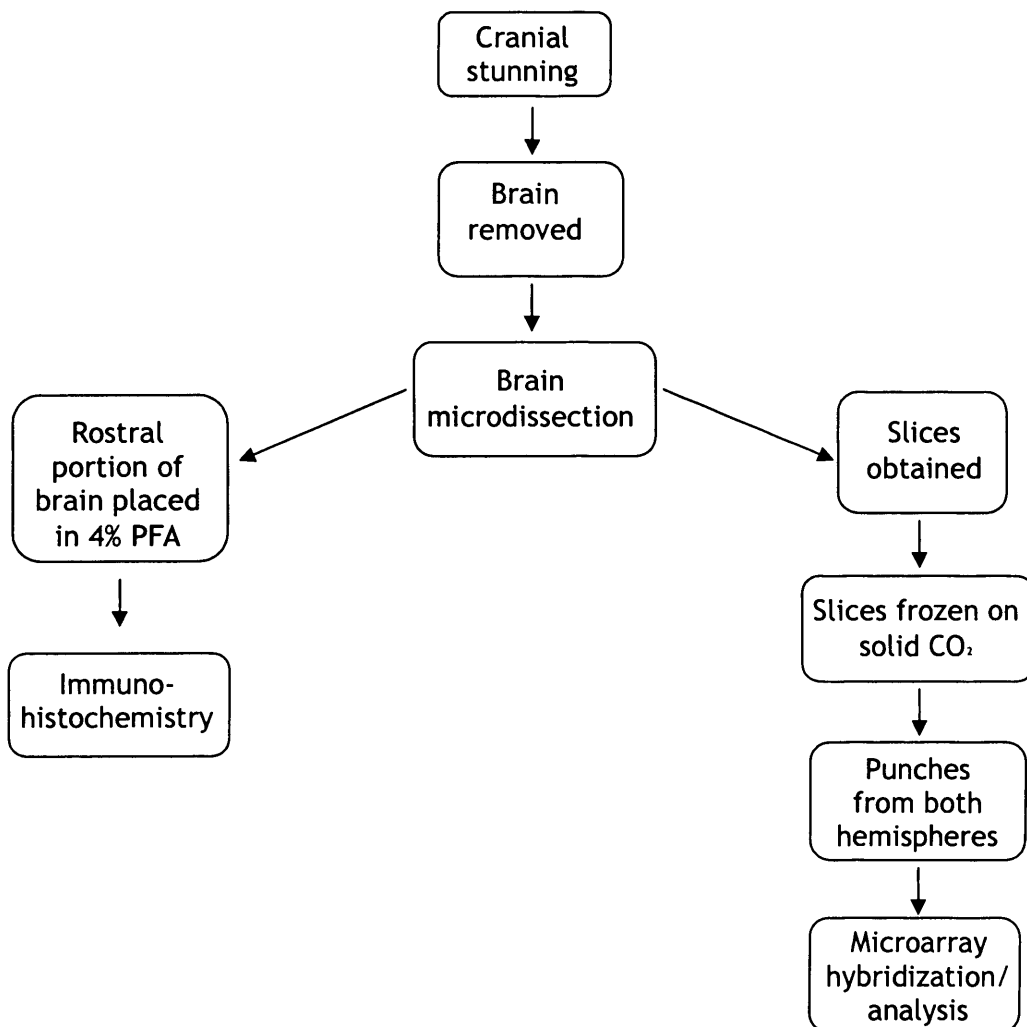 Cranial
stunning
Brain
removed
Brain
microdissection
Rostral
portion of
brain placed
in 4% PFA
Immuno-
histochemistry
Slices
obtained
Slices frozen on
solid CO₂
Punches
from both
hemispheres
Microarray
hybridization/
analysis